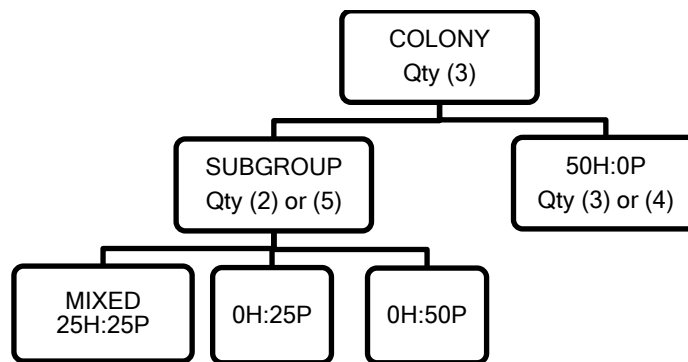 COLONY
Qty (3)
SUBGROUP
Qty (2) or (5)
50H:0P
Qty (3) or (4)
MIXED
25H:25P
0H:25P
0H:50P